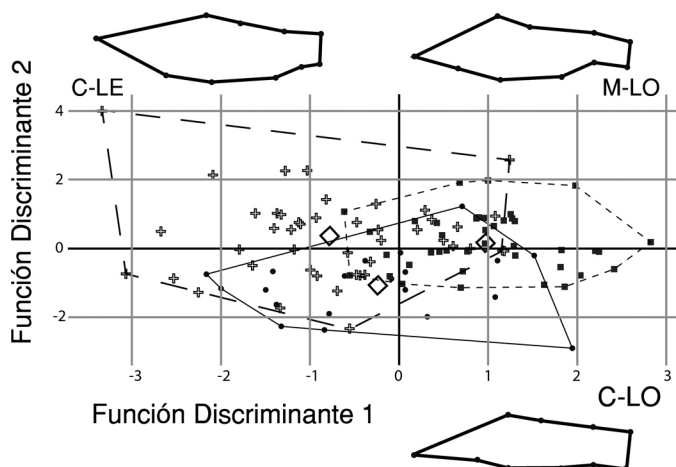 C-LE
M-LO
Función Discriminante 2
4
2
0
-2
-3
-2
-1
0
1
2
3
Función Discriminante 1
C-LO